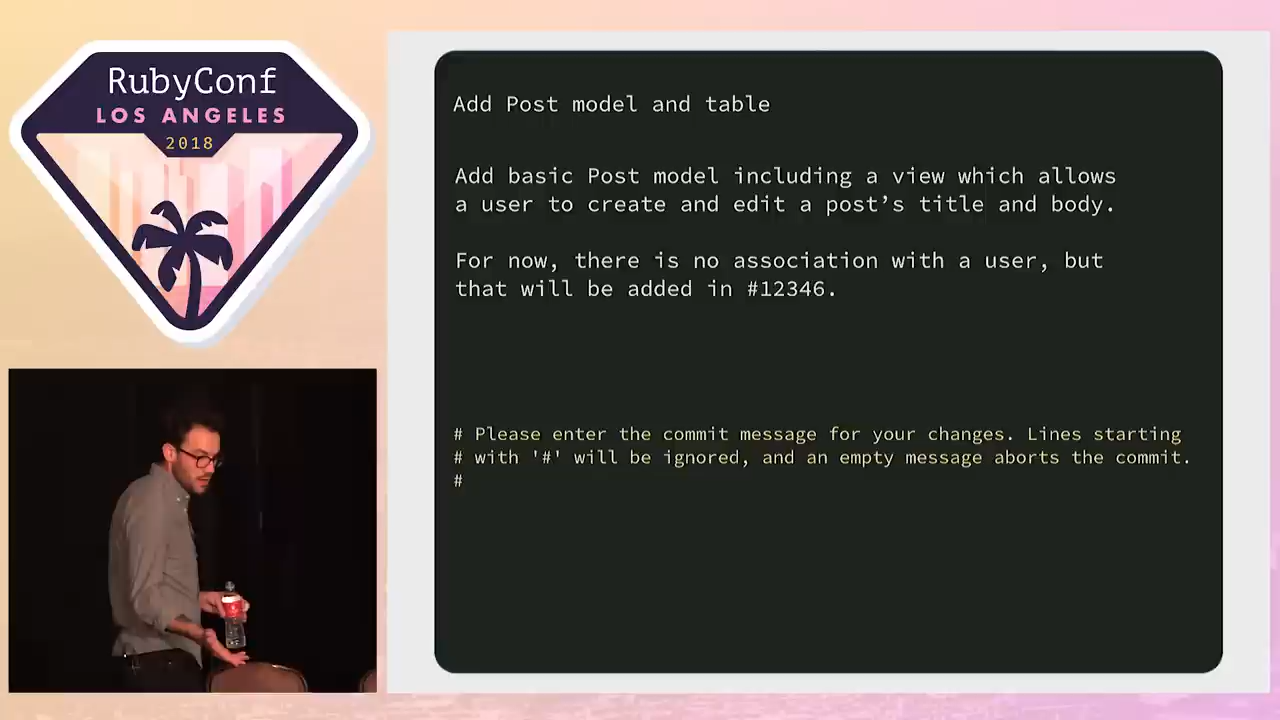 RubyConf
LOS ANGELES
2018
Add Post model and table
Add basic Post model including a view which allows
a user to create and edit a post’s title and body.
For now, there is no association with a user, but
that will be added in #12346.
# Please enter the commit message for your changes. Lines starting
# with '#' will be ignored, and an empty message aborts the commit.
#